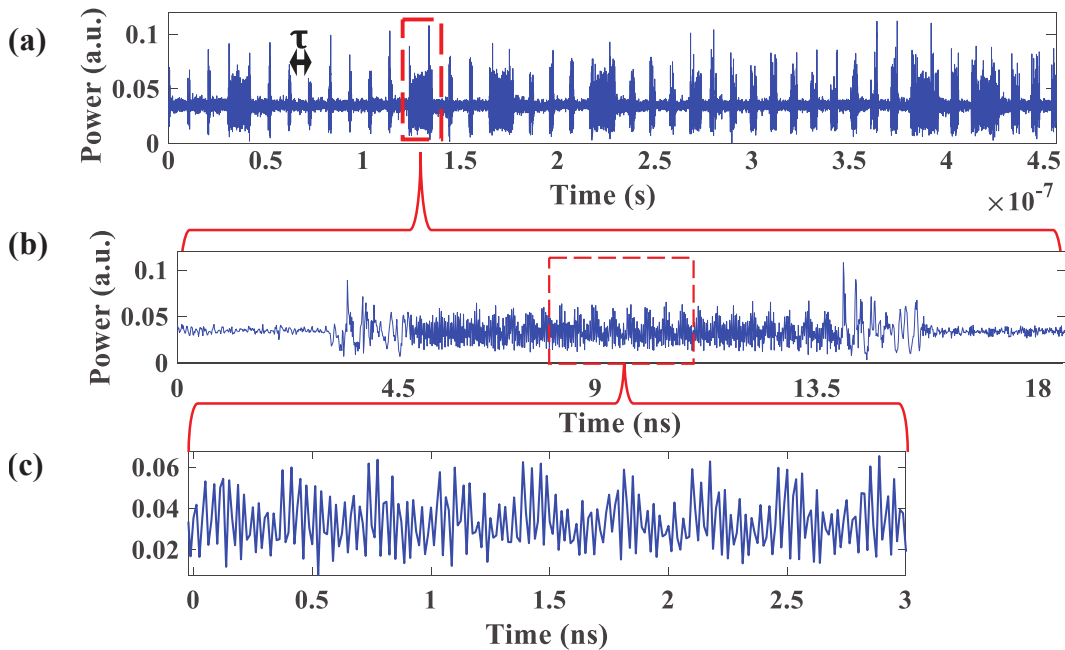 (a)
Power (a.u.)
0.1
0.05
0
τ
0 0.5 1 1.5 2 2.5 3 3.5 4 4.5
Time (s)
×10-7
(b)
Power (a.u.)
0.1
0.05
0
0 4.5 9 13.5 18
Time (ns)
(c)
0.06
0.04
0.02
0 0.5 1 1.5 2 2.5 3
Time (ns)